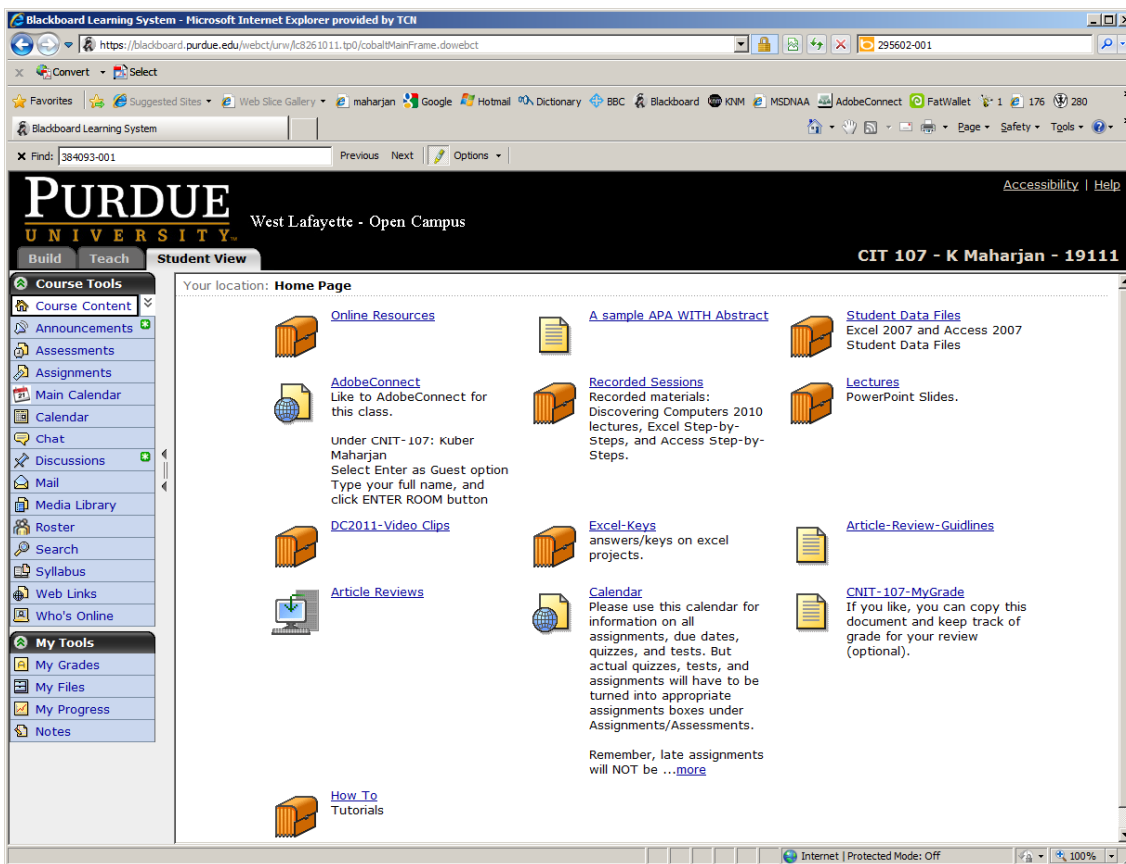 Blackboard Learning System - Microsoft Internet Explorer provided by TCN
https://blackboard.purdue.edu/webct/urw/lc8261011.tp0/cobaltMainFrame.dowebct
295602-001
Convert
Select
Favorites Suggested Sites Web Slice Gallery maharjan Google Hotmail Dictionary BBC Blackboard KNM MSDNAA AdobeConnect FatWallet 1 176 280
Blackboard Learning System
Page Safety Tools
Find: 384093-001 Previous Next Options
Accessibility | Help
PURDUE
UNIVERSITY
West Lafayette - Open Campus
Build Teach Student View
CIT 107 - K Maharjan - 19111
Course Tools
Course Content
Announcements
Assessments
Assignments
Main Calendar
Calendar
Chat
Discussions
Mail
Media Library
Roster
Search
Syllabus
Web Links
Who's Online
My Tools
My Grades
My Files
My Progress
Notes
Your location: Home Page
Online Resources
A sample APA WITH Abstract
Student Data Files
Excel 2007 and Access 2007
Student Data Files
AdobeConnect
Like to AdobeConnect for
this class.
Under CNIT-107: Kuber
Maharjan
Select Enter as Guest option
Type your full name, and
click ENTER ROOM button
Recorded Sessions
Recorded materials:
Discovering Computers 2010
lectures, Excel Step-by-
Steps, and Access Step-by-
Steps.
Lectures
PowerPoint Slides.
DC2011-Video Clips
Excel-Keys
answers/keys on excel
projects.
Article-Review-Guidlines
Article Reviews
Calendar
Please use this calendar for
information on all
assignments, due dates,
quizzes, and tests. But
actual quizzes, tests, and
assignments will have to be
turned into appropriate
assignments boxes under
Assignments/Assessments.
Remember, late assignments
will NOT be ...more
CNIT-107-MyGrade
If you like, you can copy this
document and keep track of
grade for your review
(optional).
How To
Tutorials
Internet | Protected Mode: Off
100%